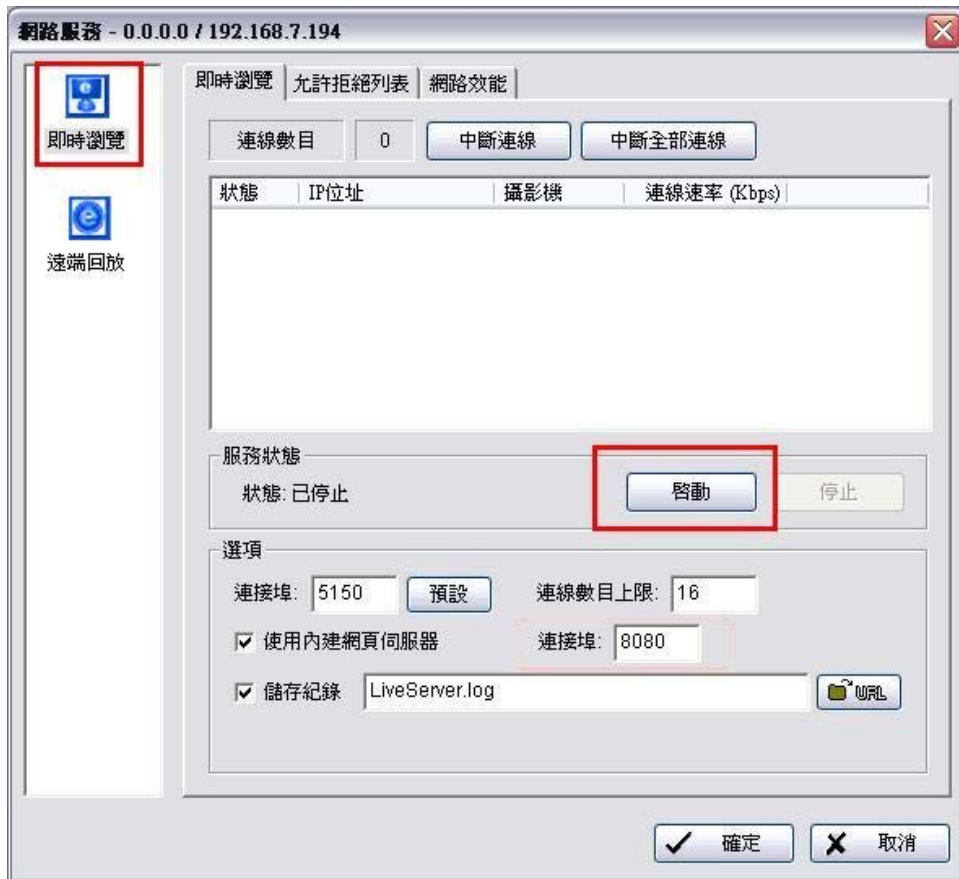 網路服務 - 0.0.0.0 / 192.168.7.194
即時瀏覽
遠端回放
即時瀏覽 允許拒絕列表 網路效能
連線數目 0 中斷連線 中斷全部連線
狀態 IP位址 攝影機 連線速率 (Kbps)
服務狀態
狀態: 已停止 啓動 停止
選項
連接埠: 5150 預設 連線數目上限: 16
使用內建網頁伺服器 連接埠: 8080
儲存紀錄 LiveServer.log URL
確定 取消